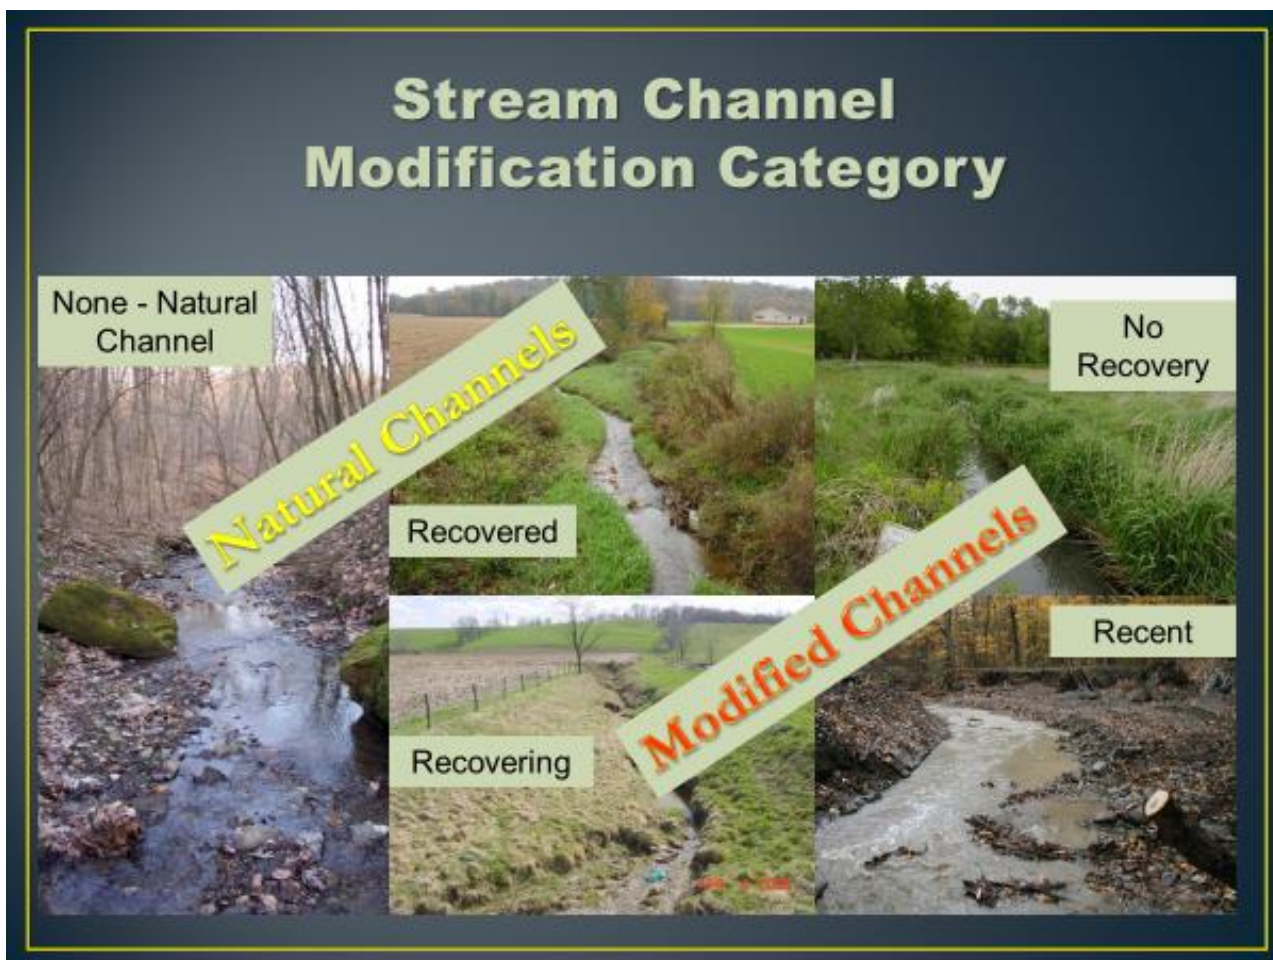 Stream Channel
Modification Category
None - Natural
Channel
Natural Channels
Recovered
No
Recovery
Recovering
Modified Channels
Recent